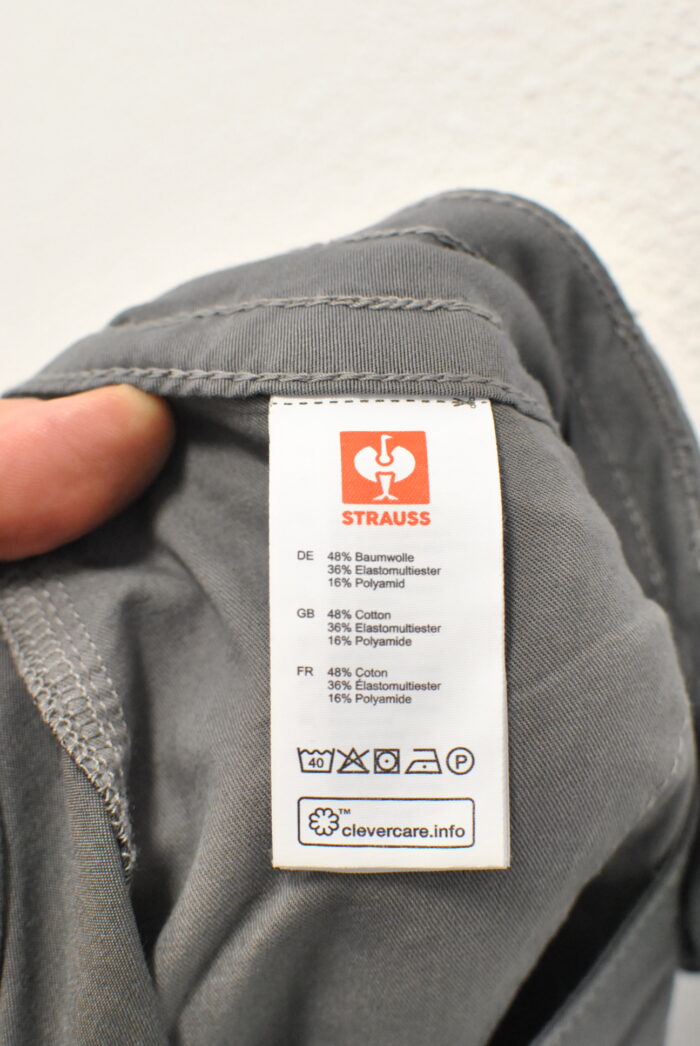 STRAUSS
DE 48% Baumwolle
36% Elastomultiester
16% Polyamid
GB 48% Cotton
36% Elastomultiester
16% Polyamide
FR 48% Coton
36% Élastomultiester
16% Polyamide
40 P
™
clevercare.info